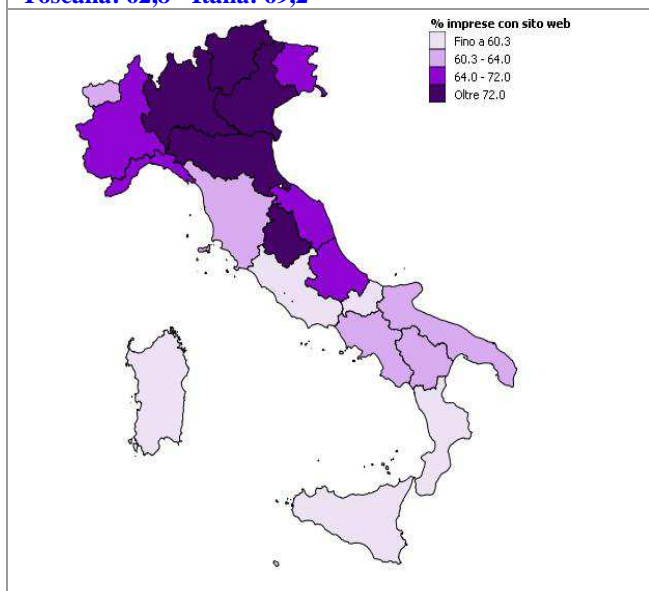 Toscana: 62,8 - Italia: 69,2
% imprese con sito web
Fino a 60.3
60.3 - 64.0
64.0 - 72.0
Oltre 72.0